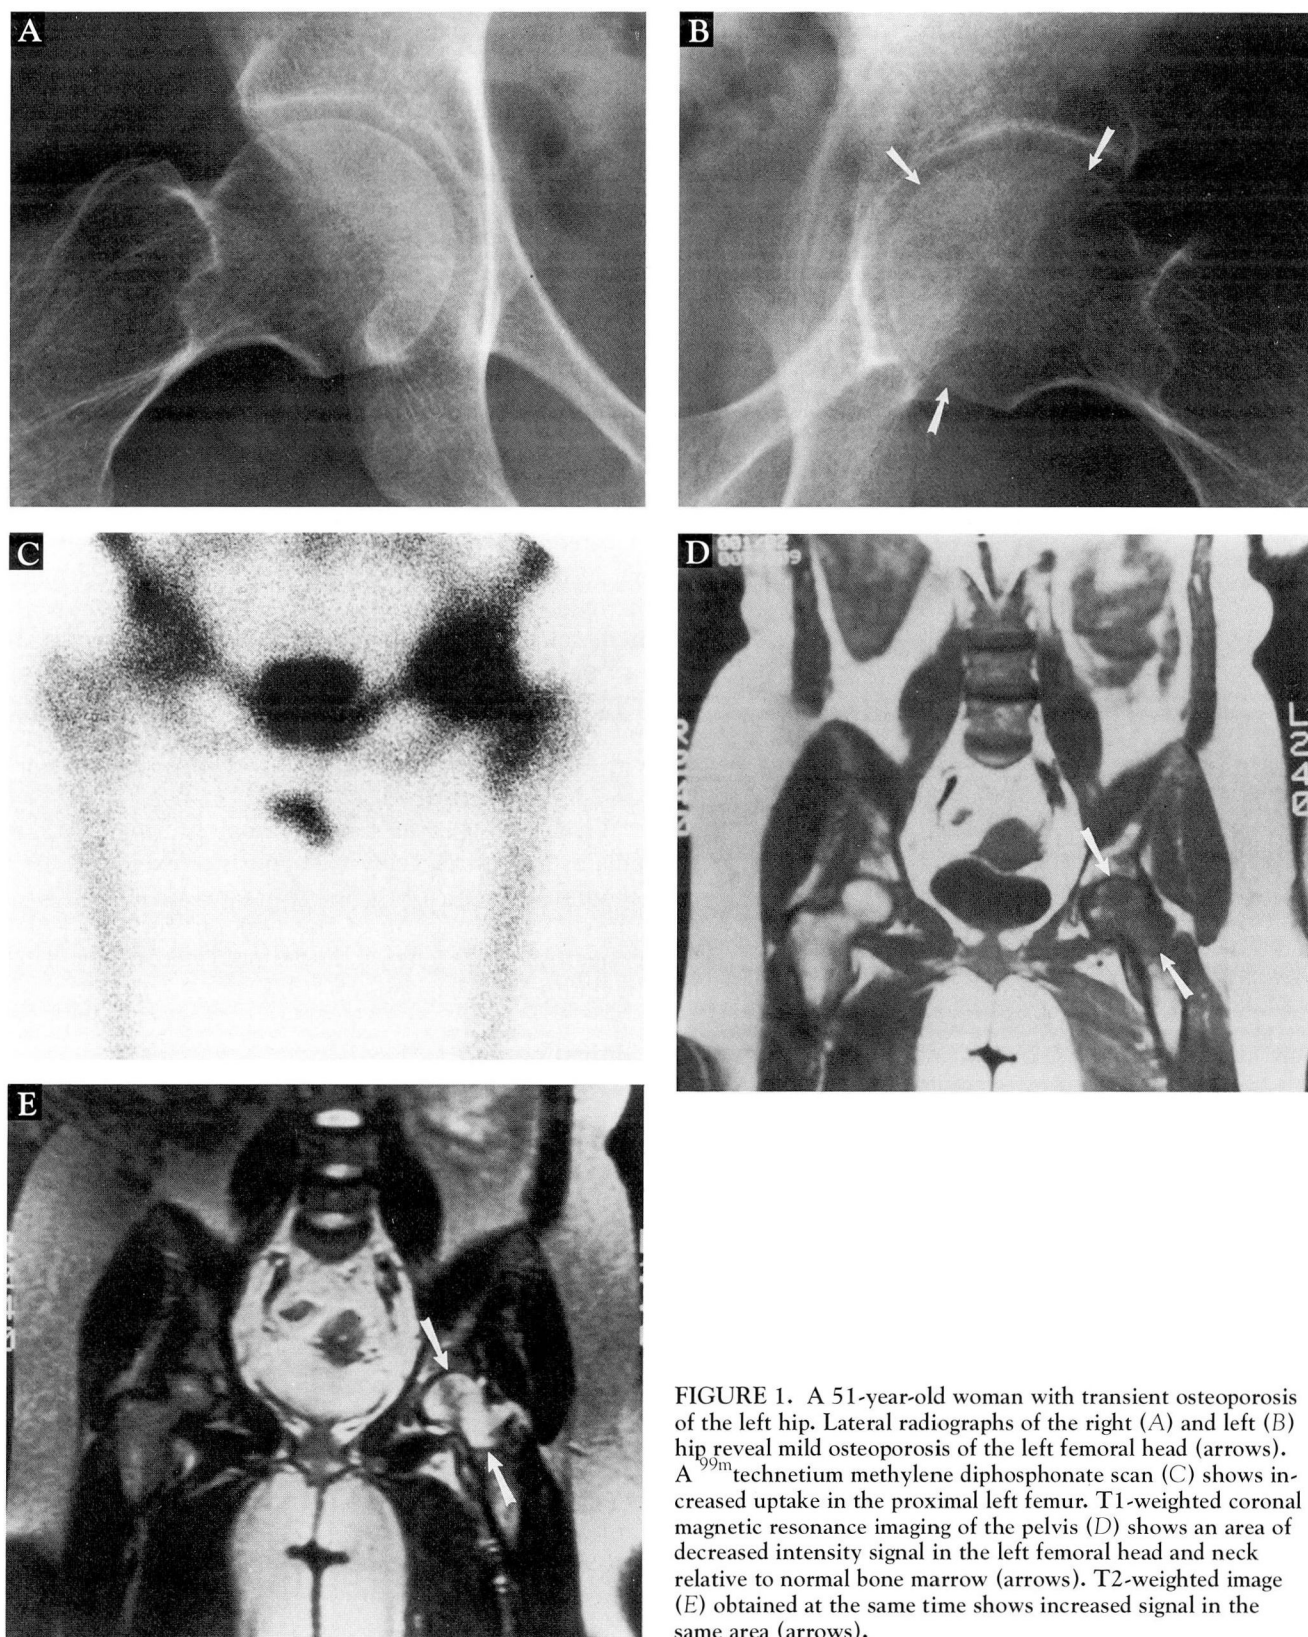 A
B
C
D
L
240
E
FIGURE 1. A 51-year-old woman with transient osteoporosis
of the left hip. Lateral radiographs of the right (A) and left (B)
hip reveal mild osteoporosis of the left femoral head (arrows).
A 99mtechnetium methylene diphosphonate scan (C) shows in-
creased uptake in the proximal left femur. T1-weighted coronal
magnetic resonance imaging of the pelvis (D) shows an area of
decreased intensity signal in the left femoral head and neck
relative to normal bone marrow (arrows). T2-weighted image
(E) obtained at the same time shows increased signal in the
same area (arrows).